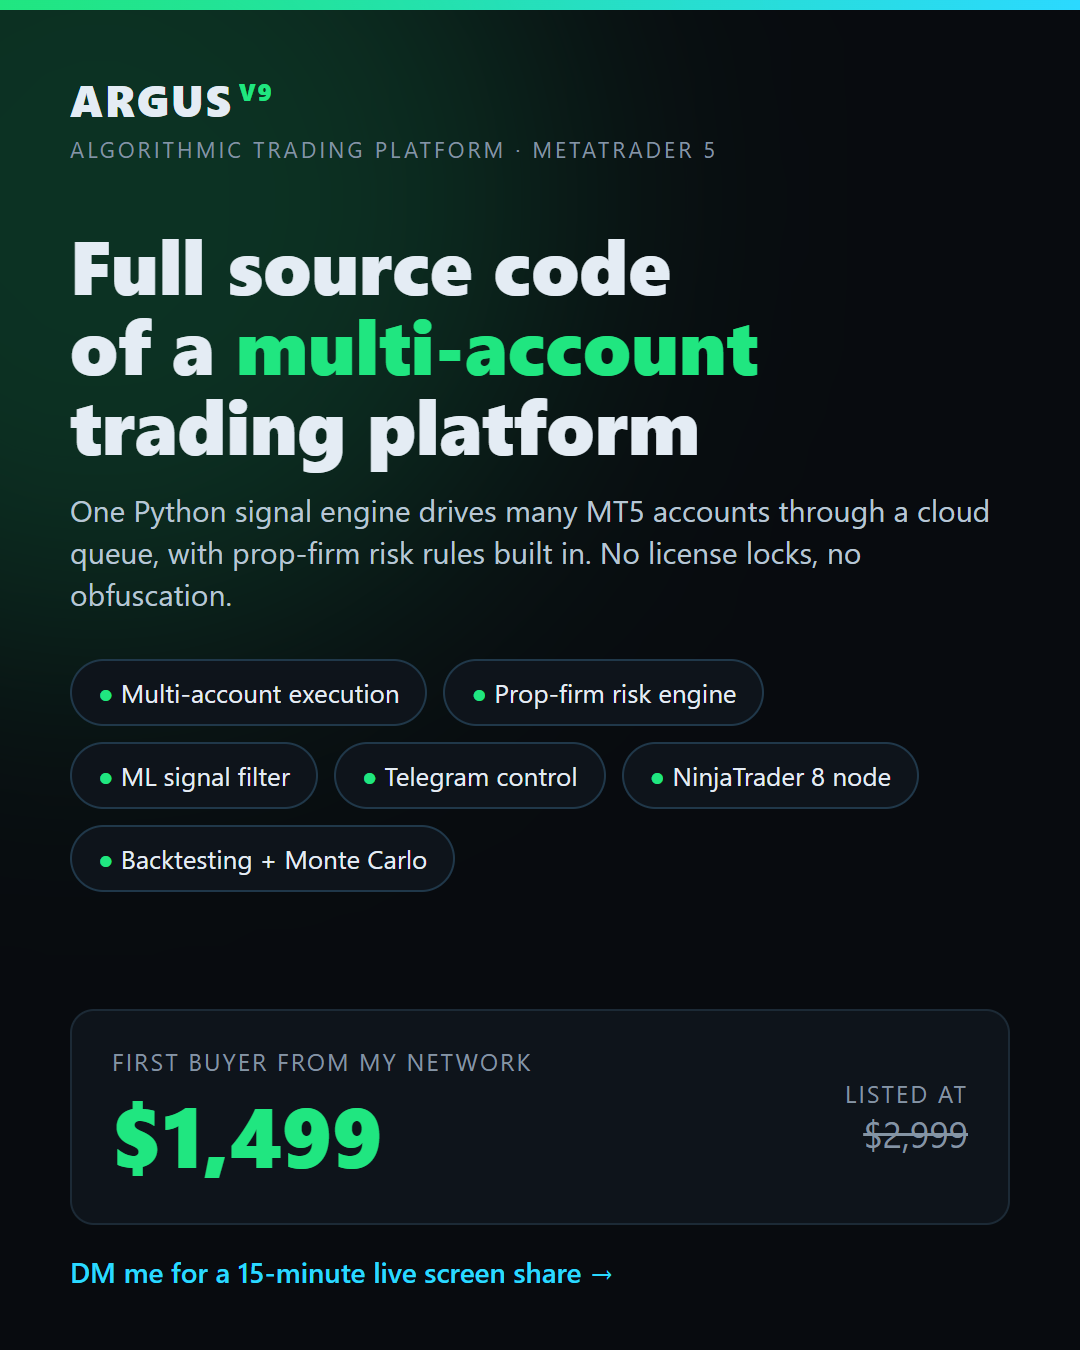 ARGUS V9
ALGORITHMIC TRADING PLATFORM · METATRADER 5
Full source code
of a multi-account
trading platform
One Python signal engine drives many MT5 accounts through a cloud
queue, with prop-firm risk rules built in. No license locks, no
obfuscation.
● Multi-account execution
● Prop-firm risk engine
● ML signal filter
● Telegram control
● NinjaTrader 8 node
● Backtesting + Monte Carlo
FIRST BUYER FROM MY NETWORK
$1,499
LISTED AT
$2,999
DM me for a 15-minute live screen share →